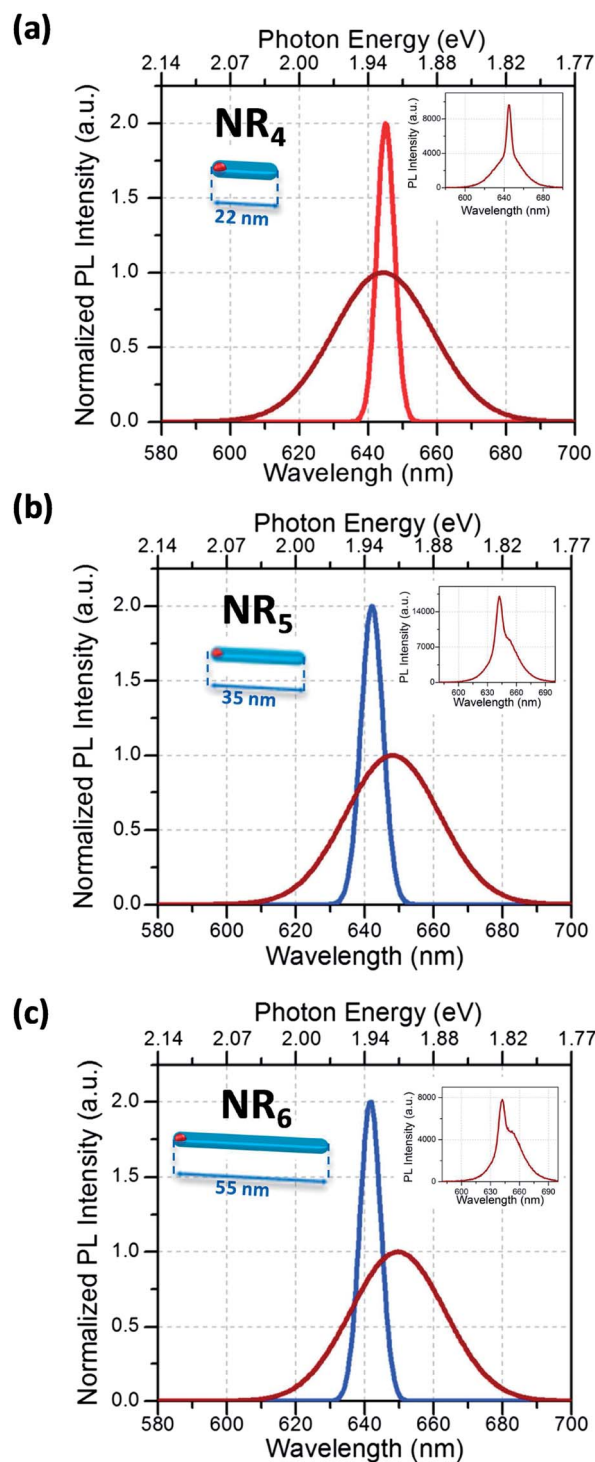 (a)
Photon Energy (eV)
2.14 2.07 2.00 1.94 1.88 1.82 1.77
NR4
22 nm
Normalized PL Intensity (a.u.)
2.0
1.5
1.0
0.5
0.0
PL Intensity (a.u.)
8000
4000
0
600 640 680
Wavelength (nm)
580 600 620 640 660 680 700
Wavelengh (nm)
(b)
Photon Energy (eV)
2.14 2.07 2.00 1.94 1.88 1.82 1.77
NR5
35 nm
Normalized PL Intensity (a.u.)
2.0
1.5
1.0
0.5
0.0
PL Intensity (a.u.)
14000
7000
0
600 630 660 690
Wavelength (nm)
580 600 620 640 660 680 700
Wavelength (nm)
(c)
Photon Energy (eV)
2.14 2.07 2.00 1.94 1.88 1.82 1.77
NR6
55 nm
Normalized PL Intensity (a.u.)
2.0
1.5
1.0
0.5
0.0
PL Intensity (a.u.)
8000
4000
0
600 630 660 690
Wavelength (nm)
580 600 620 640 660 680 700
Wavelength (nm)